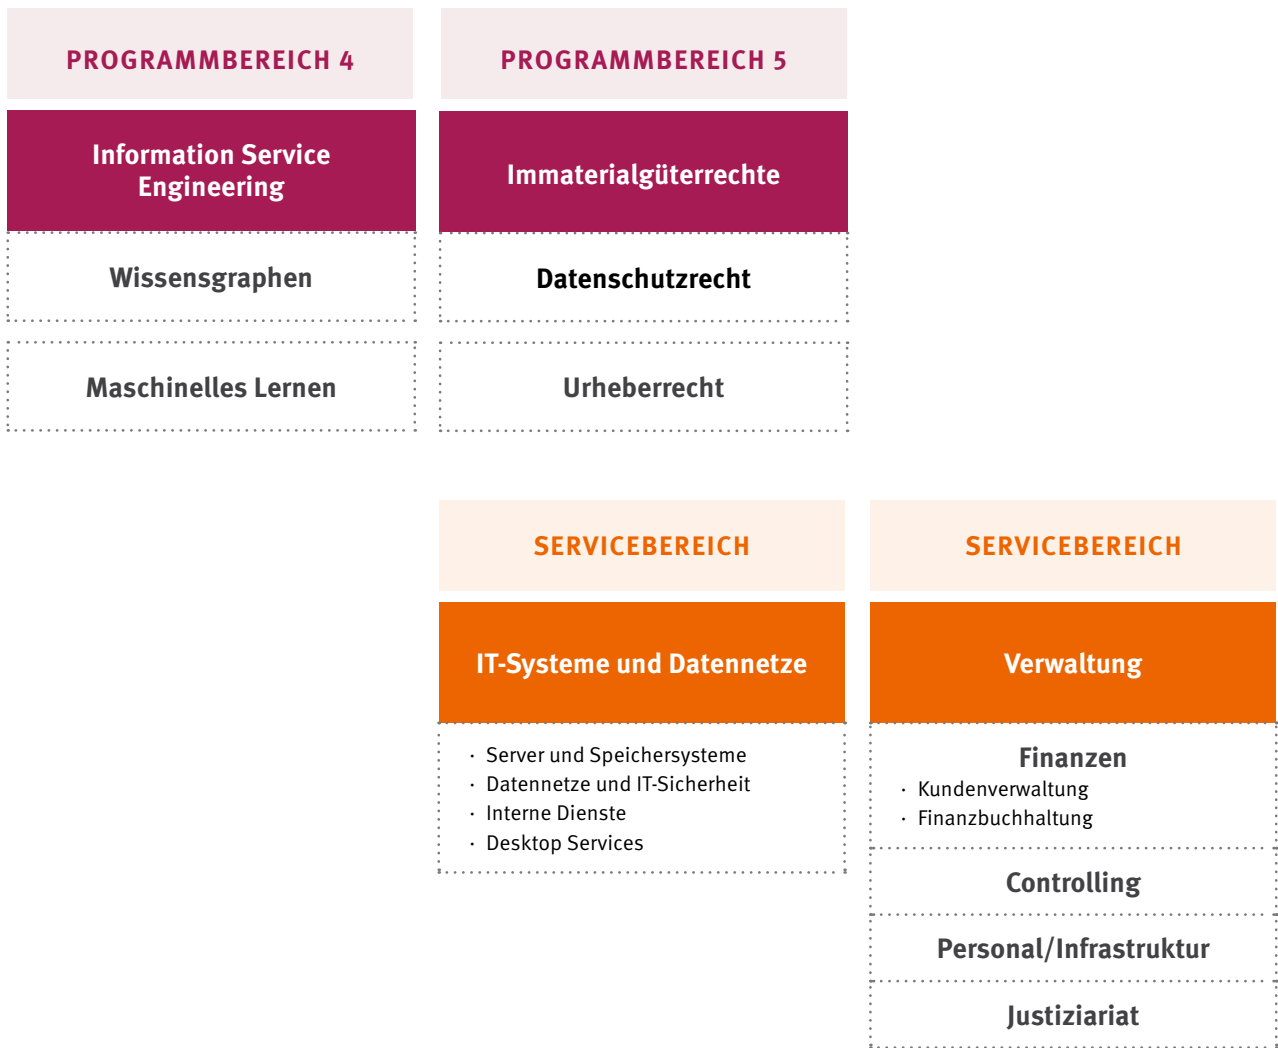 PROGRAMMBEREICH 4
Information Service
Engineering
Wissensgraphen
Maschinelles Lernen
PROGRAMMBEREICH 5
Immaterialgüterrechte
Datenschutzrecht
Urheberrecht
SERVICEBEREICH
IT-Systeme und Datennetze
· Server und Speichersysteme
· Datennetze und IT-Sicherheit
· Interne Dienste
· Desktop Services
SERVICEBEREICH
Verwaltung
Finanzen
· Kundenverwaltung
· Finanzbuchhaltung
Controlling
Personal/Infrastruktur
Justiziariat